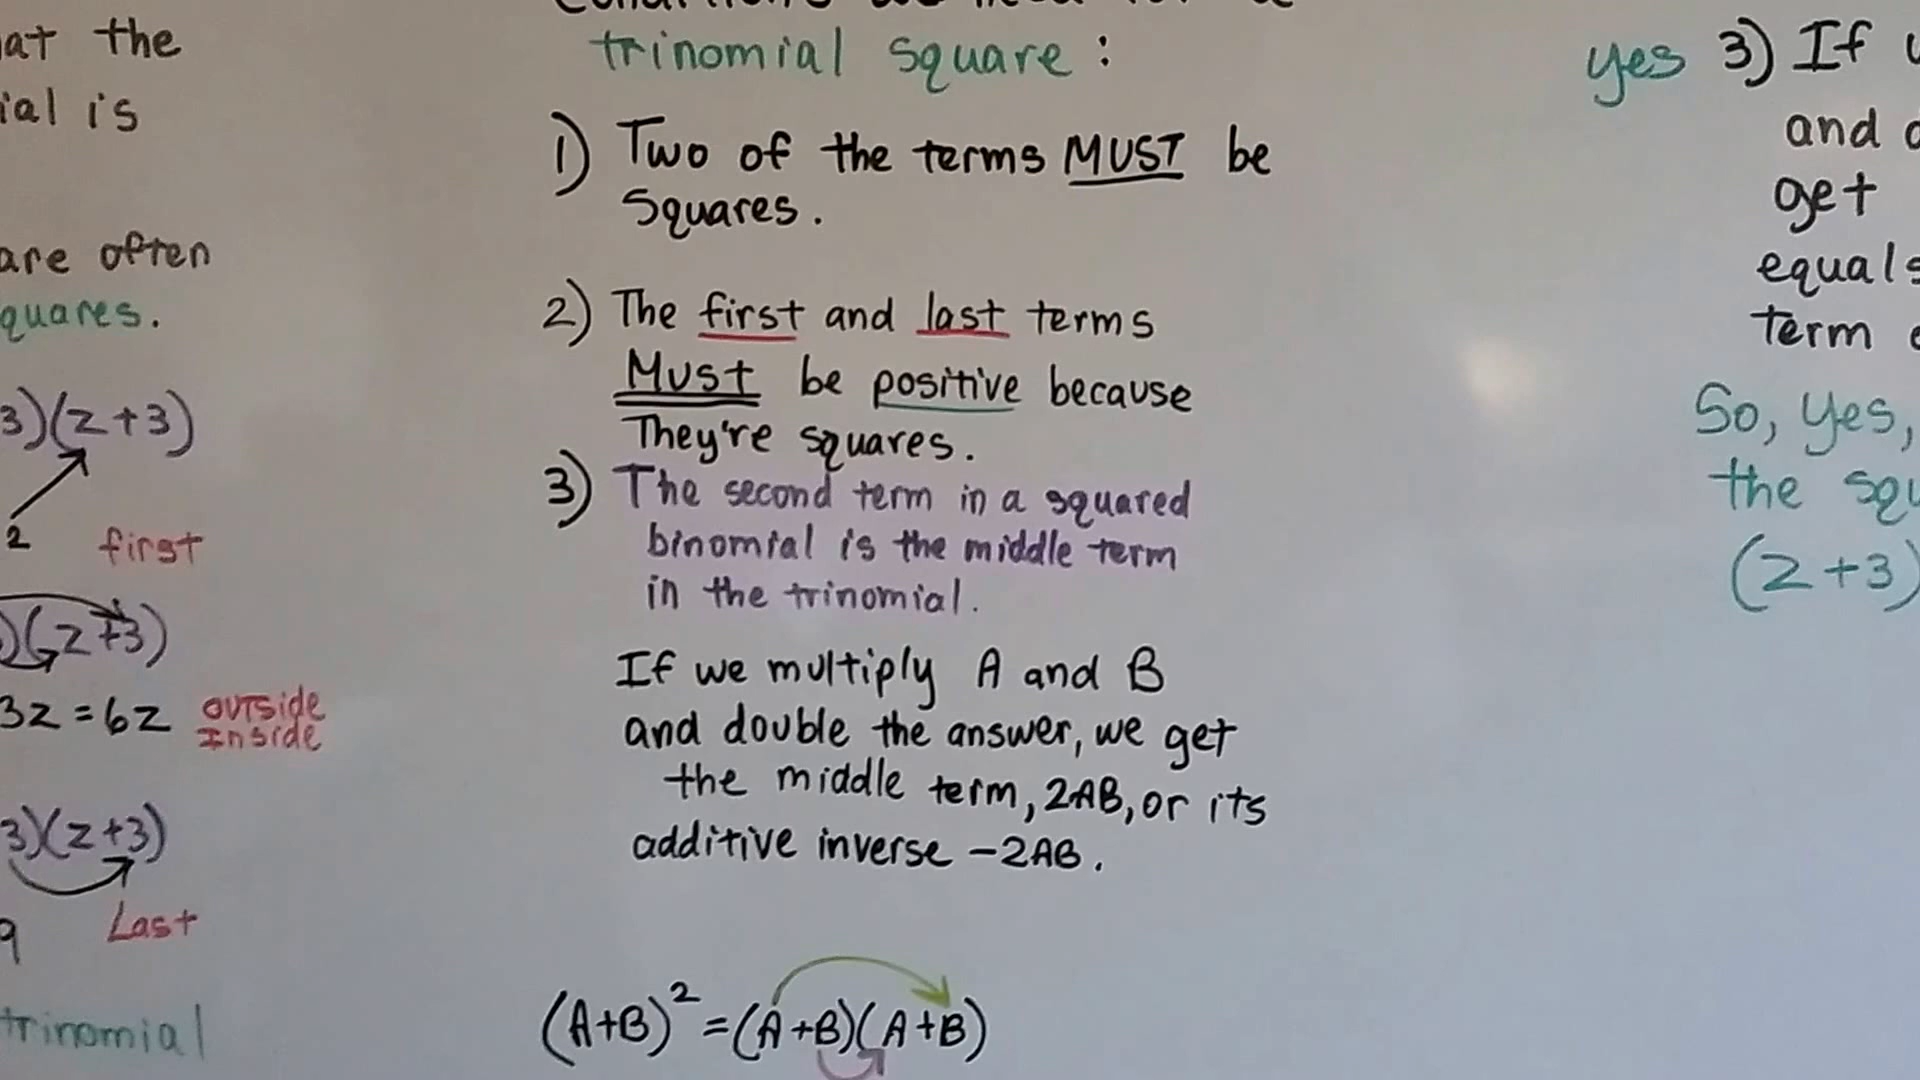 at the
ial is
are often
quares.
3)(z+3)
2 first
)(z+3)
3z = 6z outside
Inside
3)(z+3)
9 Last
trinomial
trinomial square:
1) Two of the terms MUST be
Squares.
2) The first and last terms
Must be positive because
They're squares.
3) The second term in a squared
binomial is the middle term
in the trinomial.
If we multiply A and B
and double the answer, we get
the middle term, 2AB, or its
additive inverse -2AB.
(A+B)²=(A+B)(A+B)
yes 3) If
and
get
equals
term
So, yes,
the squ
(z+3)